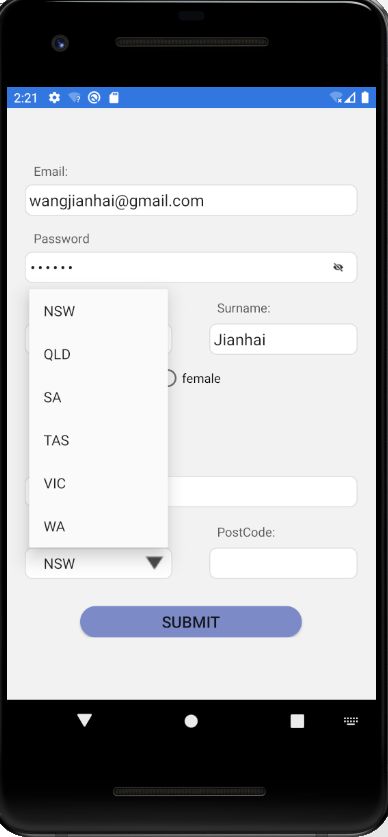 2:21
Email:
wangjianhai@gmail.com
Password
••••••
NSW
Surname:
QLD
Jianhai
SA
female
TAS
VIC
WA
PostCode:
NSW
SUBMIT